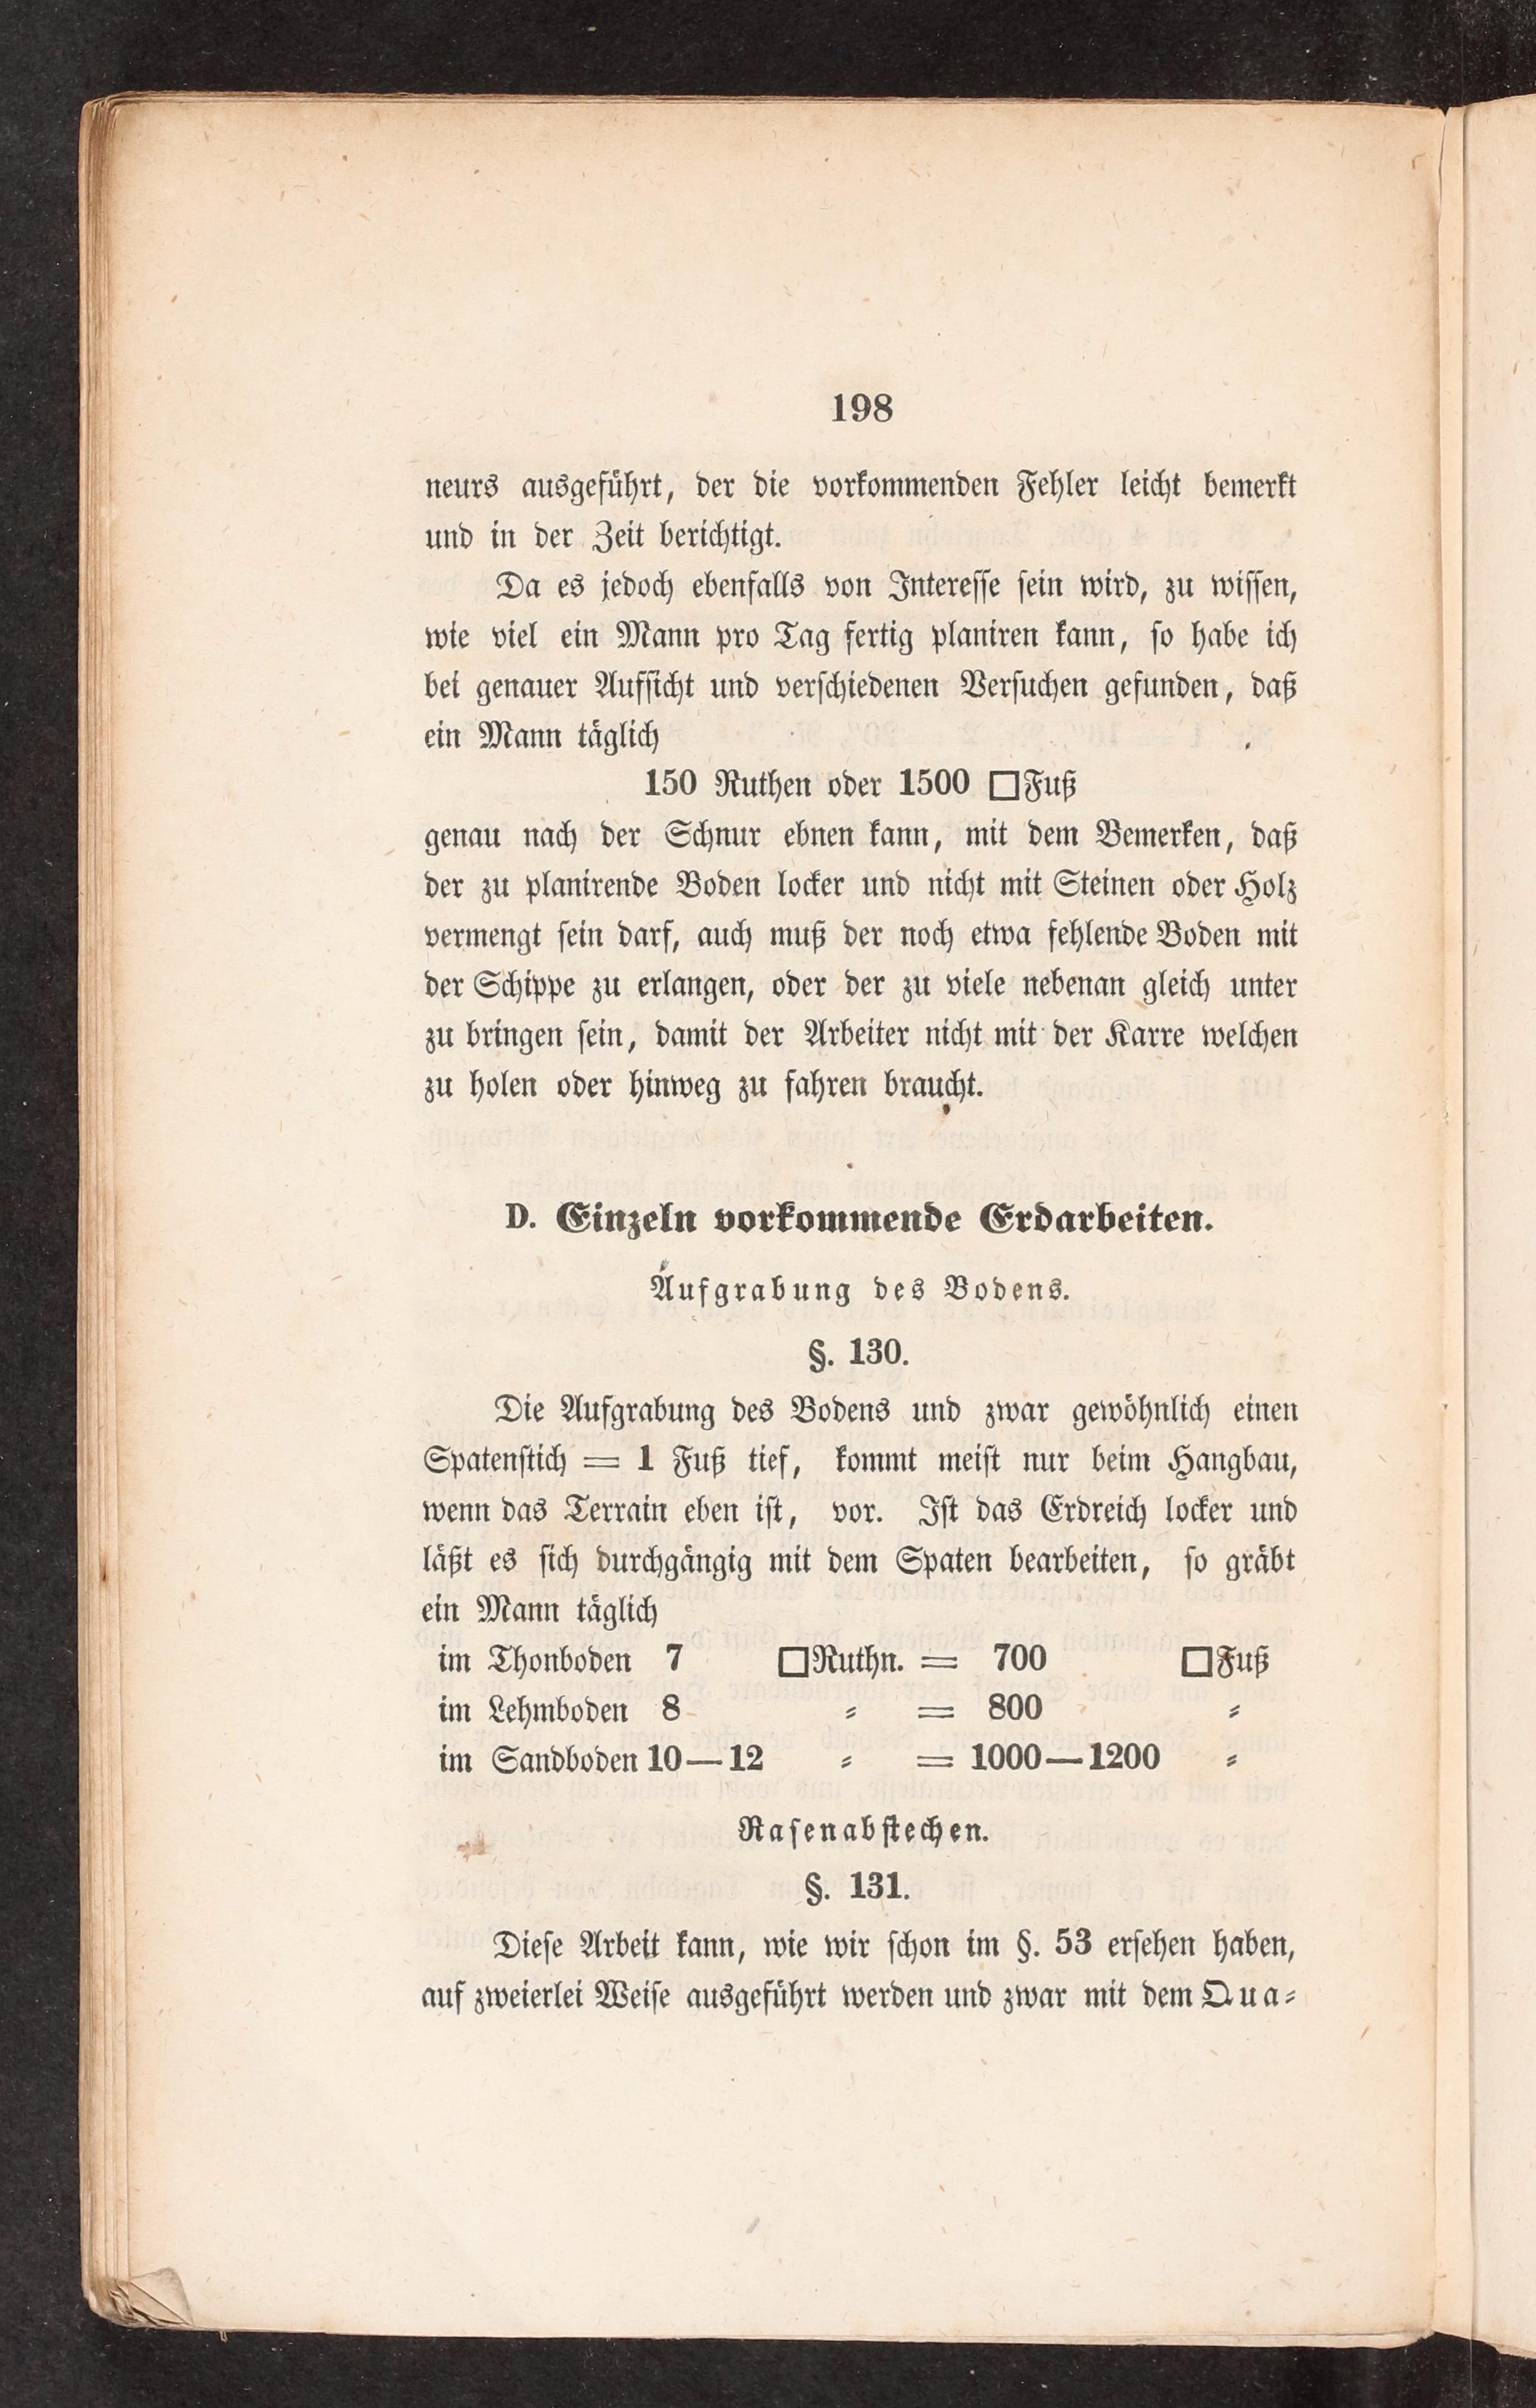 198
neurs ausgeführt, der die vorkommenden Fehler leicht bemerkt
und in der Zeit berichtigt.
Da es jedoch ebenfalls von Interesse sein wird, zu wissen,
wie viel ein Mann pro Tag fertig planiren kann, so habe ich
bei genauer Aufsicht und verschiedenen Versuchen gefunden, daß
ein Mann täglich
150 Ruthen oder 1500 □Fuß
genau nach der Schnur ebnen kann, mit dem Bemerken, daß
der zu planirende Boden locker und nicht mit Steinen oder Holz
vermengt sein darf, auch muß der noch etwa fehlende Boden mit
der Schippe zu erlangen, oder der zu viele nebenan gleich unter
zu bringen sein, damit der Arbeiter nicht mit der Karre welchen
zu holen oder hinweg zu fahren braucht.
D. Einzeln vorkommende Erdarbeiten.
Aufgrabung des Bodens.
§. 130.
Die Aufgrabung des Bodens und zwar gewöhnlich einen
Spatenstich = 1 Fuß tief, kommt meist nur beim Hangbau,
wenn das Terrain eben ist, vor. Ist das Erdreich locker und
läßt es sich durchgängig mit dem Spaten bearbeiten, so gräbt
ein Mann täglich
im Thonboden 7 □Ruthn. = 700 □Fuß
im Lehmboden 8 ⸗ = 800 ⸗
im Sandboden 10—12 ⸗ = 1000—1200 ⸗
Rasenabstechen.
§. 131.
Diese Arbeit kann, wie wir schon im §. 53 ersehen haben,
auf zweierlei Weise ausgeführt werden und zwar mit dem Qua⸗